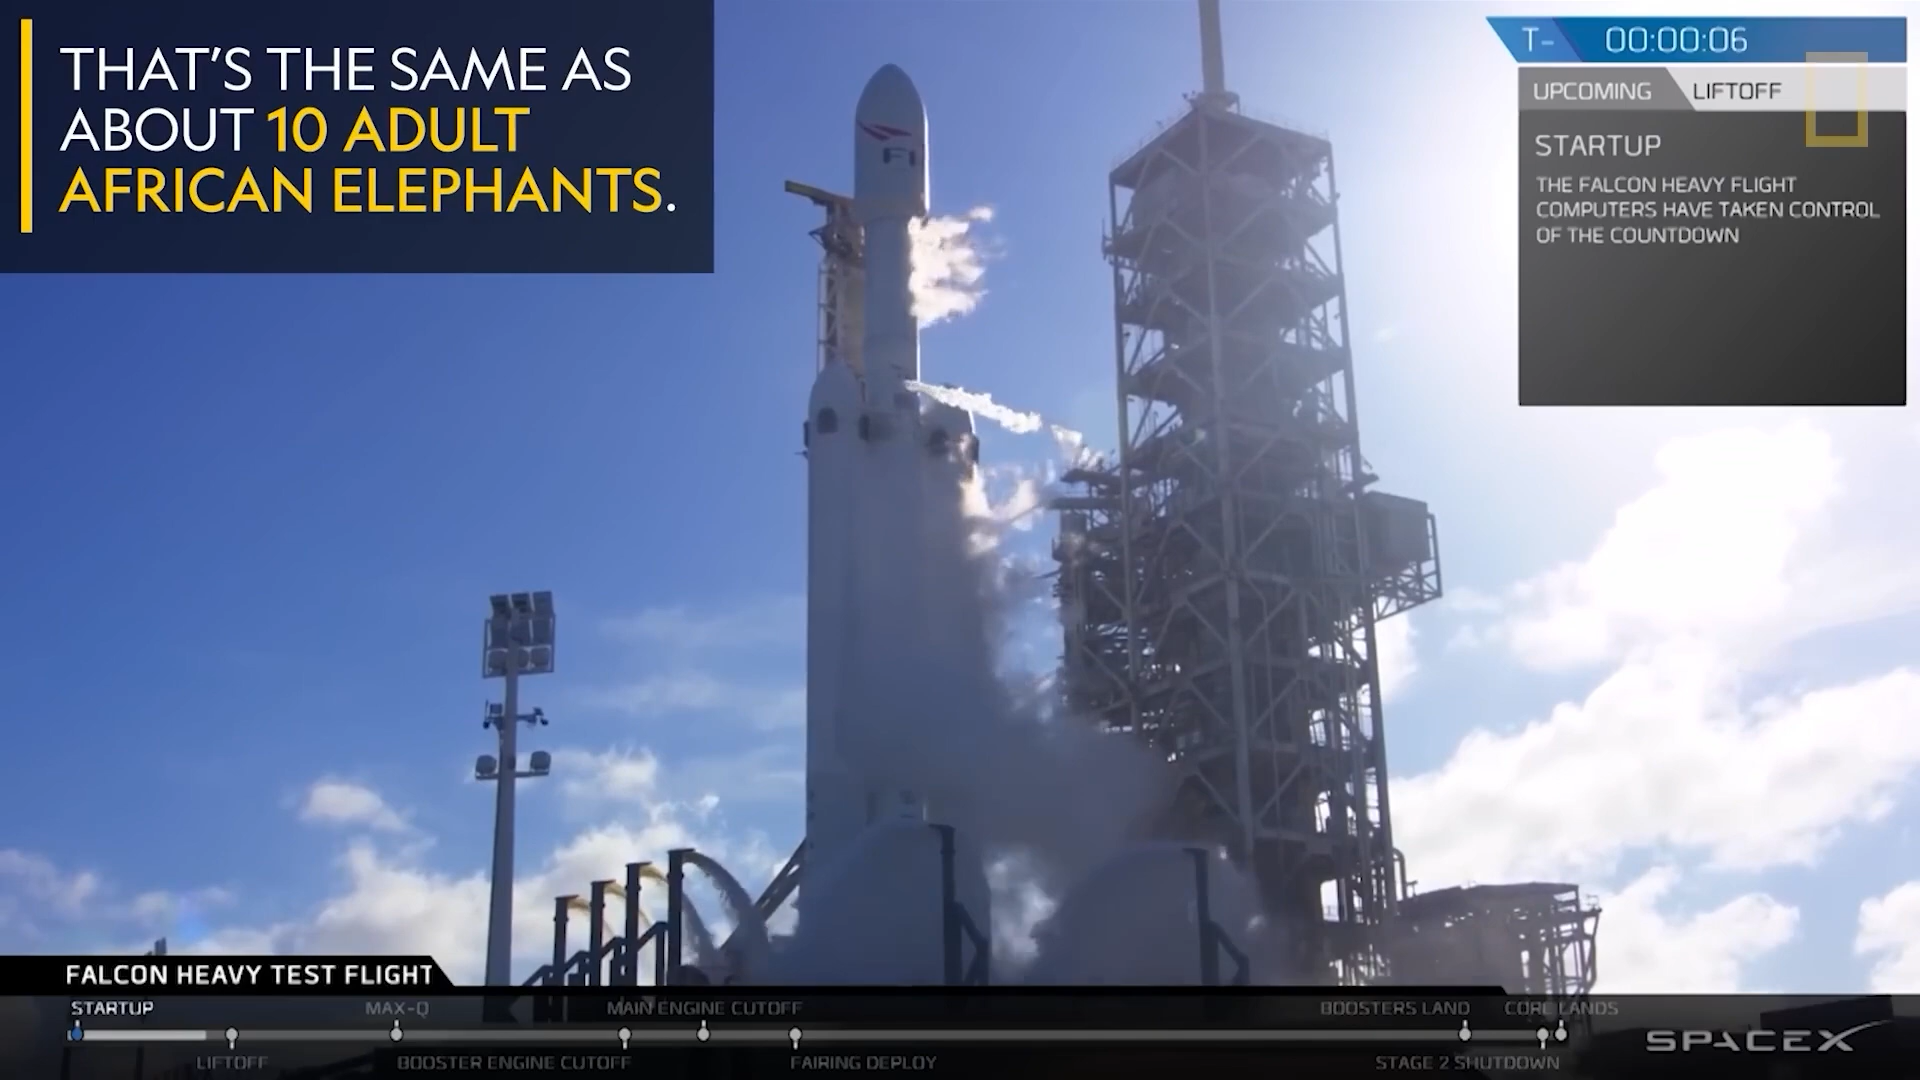 THAT'S THE SAME AS
ABOUT 10 ADULT
AFRICAN ELEPHANTS.
T- 00:00:06
UPCOMING LIFTOFF
STARTUP
THE FALCON HEAVY FLIGHT
COMPUTERS HAVE TAKEN CONTROL
OF THE COUNTDOWN
FALCON HEAVY TEST FLIGHT
STARTUP MAX-Q MAIN ENGINE CUTOFF BOOSTERS LAND CORE LANDS
LIFTOFF BOOSTER ENGINE CUTOFF FAIRING DEPLOY STAGE 2 SHUTDOWN
SPACEX